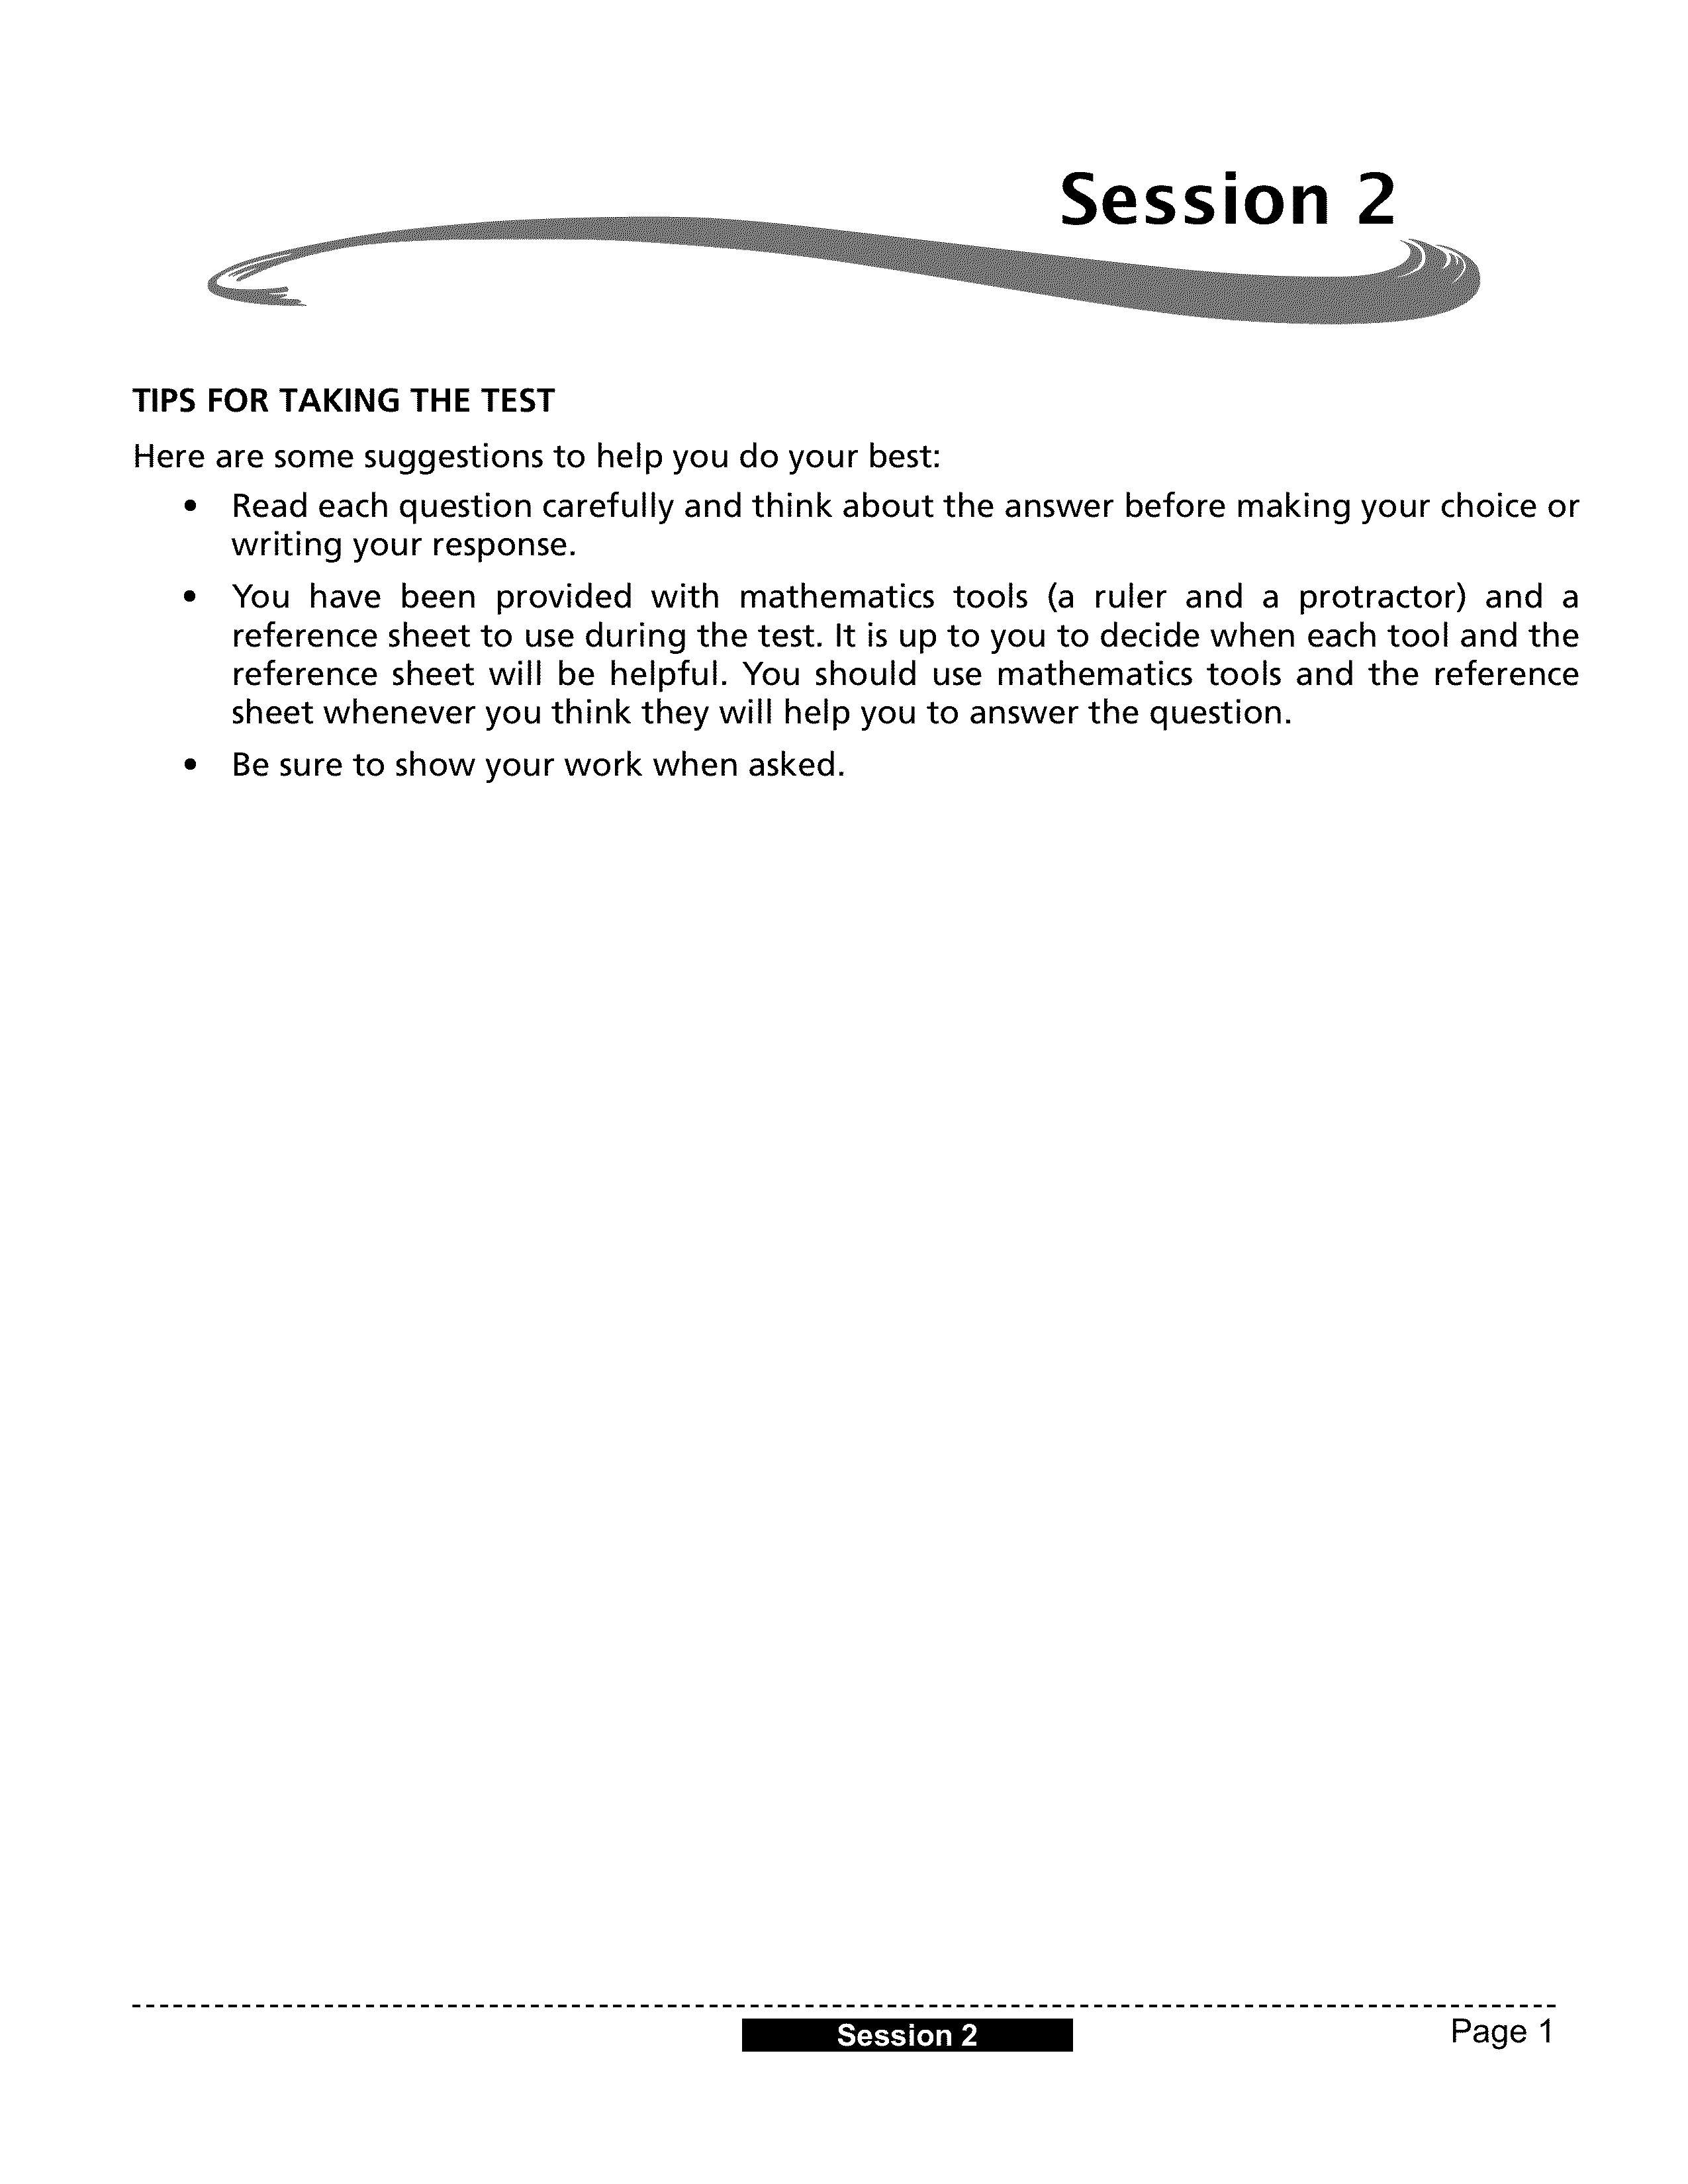 Session 2
TIPS FOR TAKING THE TEST
Here are some suggestions to help you do your best:
• Read each question carefully and think about the answer before making your choice or
writing your response.
• You have been provided with mathematics tools (a ruler and a protractor) and a
reference sheet to use during the test. It is up to you to decide when each tool and the
reference sheet will be helpful. You should use mathematics tools and the reference
sheet whenever you think they will help you to answer the question.
• Be sure to show your work when asked.
Session 2
Page 1